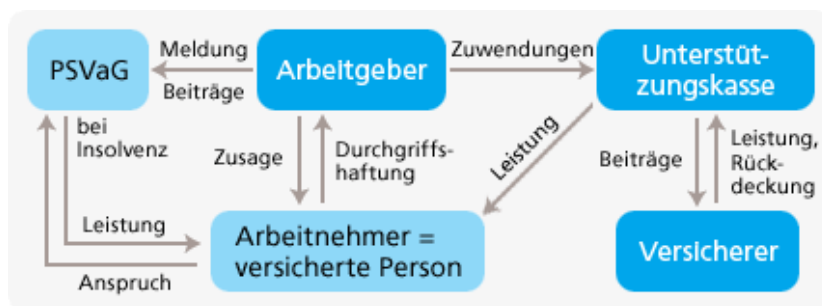 PSVaG
Meldung
Beiträge
Arbeitgeber
Zuwendungen
Unterstüt-
zungskasse
bei
Insolvenz
Zusage
Durchgriffs-
haftung
Leistung
Beiträge
Leistung,
Rück-
deckung
Leistung
Anspruch
Arbeitnehmer =
versicherte Person
Versicherer